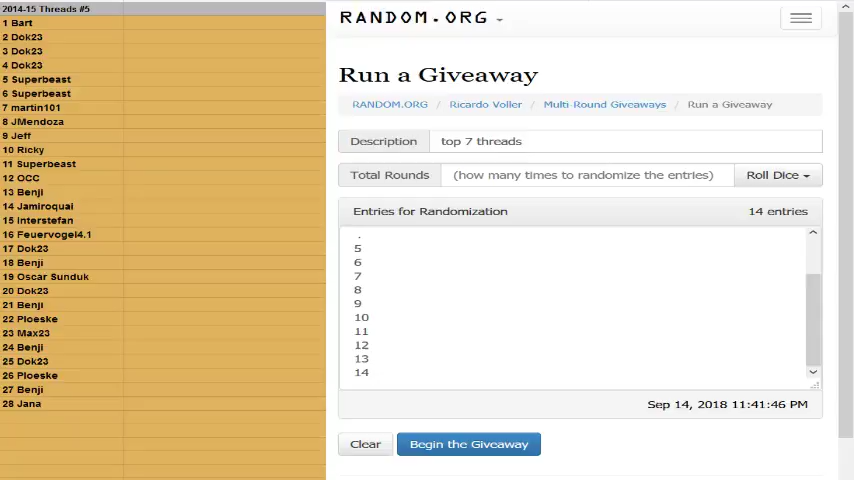 2014-15 Threads #5
1 Bart
2 Dok23
3 Dok23
4 Dok23
5 Superbeast
6 Superbeast
7 martin101
8 JMendoza
9 Jeff
10 Ricky
11 Superbeast
12 OCC
13 Benji
14 Jamiroquai
15 interstefan
16 Feuervogel4.1
17 Dok23
18 Benji
19 Oscar Sunduk
20 Dok23
21 Benji
22 Ploeske
23 Max23
24 Benji
25 Dok23
26 Ploeske
27 Benji
28 Jana
RANDOM.ORG
Run a Giveaway
RANDOM.ORG / Ricardo Voller / Multi-Round Giveaways / Run a Giveaway
Description top 7 threads
Total Rounds (how many times to randomize the entries) Roll Dice
Entries for Randomization 14 entries
5
6
7
8
9
10
11
12
13
14
Sep 14, 2018 11:41:46 PM
Clear Begin the Giveaway